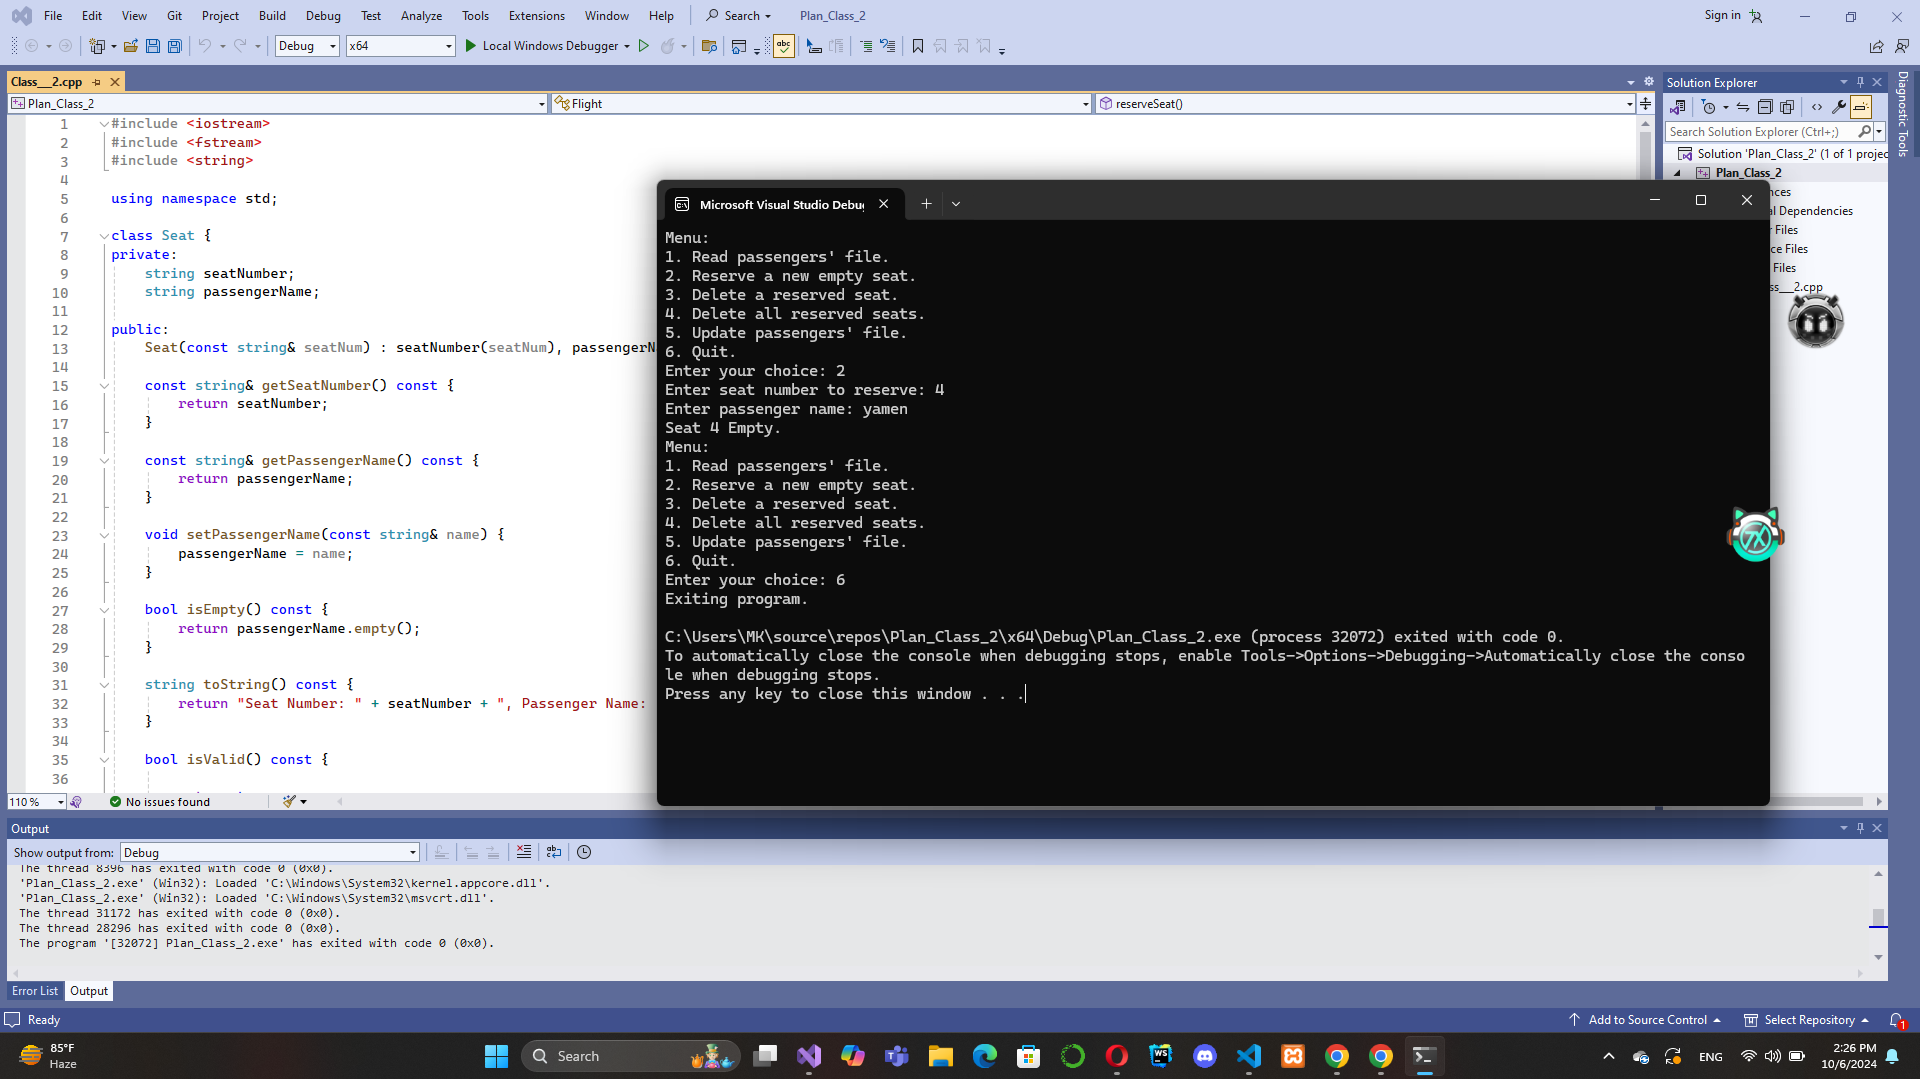 File Edit View Git Project Build Debug Test Analyze Tools Extensions Window Help Search Plan_Class_2 Sign in
Debug x64 Local Windows Debugger
Class___2.cpp
Plan_Class_2 Flight reserveSeat()
1 #include <iostream>
2 #include <fstream>
3 #include <string>
4
5 using namespace std;
6
7 class Seat {
8 private:
9 string seatNumber;
10 string passengerName;
11
12 public:
13 Seat(const string& seatNum) : seatNumber(seatNum), passengerN
14
15 const string& getSeatNumber() const {
16 return seatNumber;
17 }
18
19 const string& getPassengerName() const {
20 return passengerName;
21 }
22
23 void setPassengerName(const string& name) {
24 passengerName = name;
25 }
26
27 bool isEmpty() const {
28 return passengerName.empty();
29 }
30
31 string toString() const {
32 return "Seat Number: " + seatNumber + ", Passenger Name:
33 }
34
35 bool isValid() const {
36
110 % No issues found
Microsoft Visual Studio Debug
Menu:
1. Read passengers' file.
2. Reserve a new empty seat.
3. Delete a reserved seat.
4. Delete all reserved seats.
5. Update passengers' file.
6. Quit.
Enter your choice: 2
Enter seat number to reserve: 4
Enter passenger name: yamen
Seat 4 Empty.
Menu:
1. Read passengers' file.
2. Reserve a new empty seat.
3. Delete a reserved seat.
4. Delete all reserved seats.
5. Update passengers' file.
6. Quit.
Enter your choice: 6
Exiting program.
C:\Users\MK\source\repos\Plan_Class_2\x64\Debug\Plan_Class_2.exe (process 32072) exited with code 0.
To automatically close the console when debugging stops, enable Tools->Options->Debugging->Automatically close the conso
le when debugging stops.
Press any key to close this window . . .
Solution Explorer
Search Solution Explorer (Ctrl+;)
Solution 'Plan_Class_2' (1 of 1 projec
Plan_Class_2
nces
l Dependencies
r Files
ce Files
Files
ss___2.cpp
Diagnostic Tools
7X
Output
Show output from: Debug
The thread 8396 has exited with code 0 (0x0).
'Plan_Class_2.exe' (Win32): Loaded 'C:\Windows\System32\kernel.appcore.dll'.
'Plan_Class_2.exe' (Win32): Loaded 'C:\Windows\System32\msvcrt.dll'.
The thread 31172 has exited with code 0 (0x0).
The thread 28296 has exited with code 0 (0x0).
The program '[32072] Plan_Class_2.exe' has exited with code 0 (0x0).
Error List Output
Ready Add to Source Control Select Repository 1
85°F
Haze
Search
WS
ENG
2:26 PM
10/6/2024